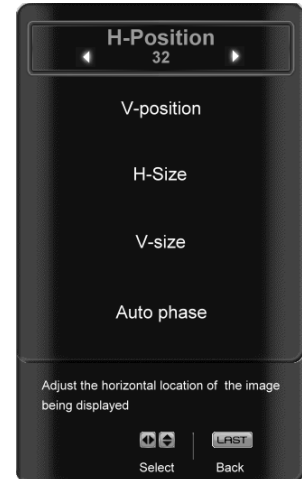 H-Position
32
V-position
H-Size
V-size
Auto phase
Adjust the horizontal location of the image
being displayed
LAST
Select Back